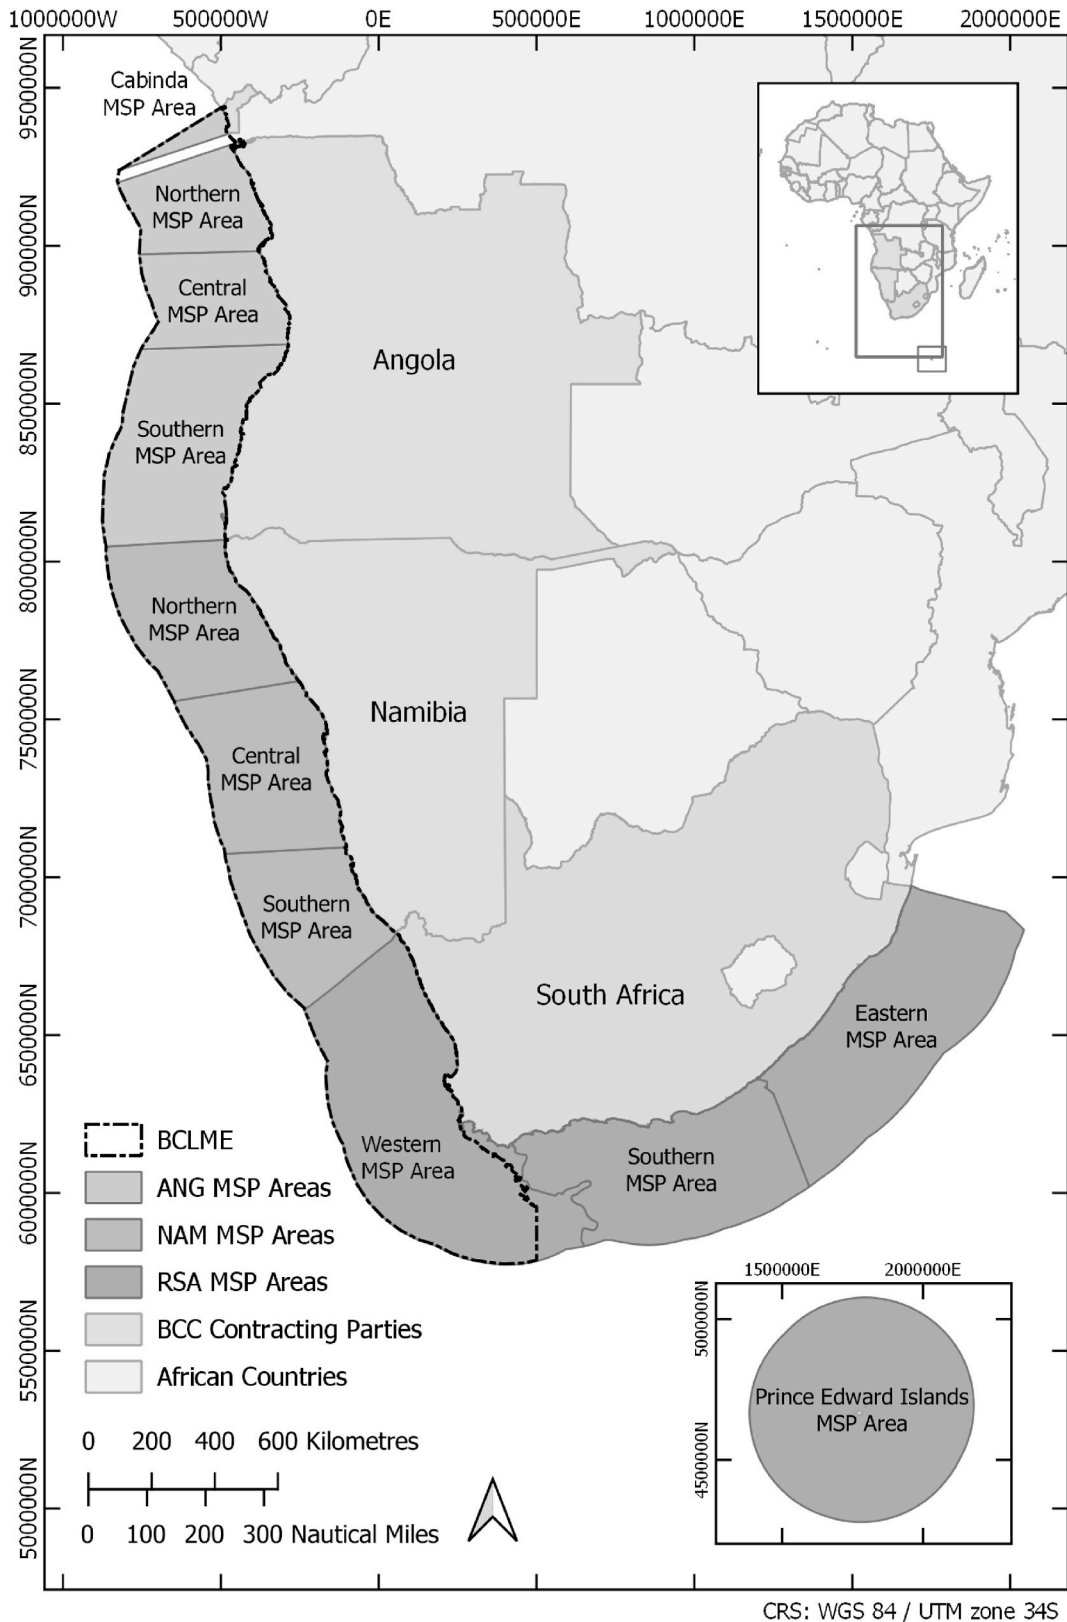 1000000W 500000W 0E 500000E 1000000E 1500000E 2000000E
9500000N
9000000N
8500000N
8000000N
7500000N
7000000N
6500000N
6000000N
5500000N
5000000N
Cabinda
MSP Area
Northern
MSP Area
Central
MSP Area
Angola
Southern
MSP Area
Northern
MSP Area
Namibia
Central
MSP Area
Southern
MSP Area
South Africa
Eastern
MSP Area
Western
MSP Area
Southern
MSP Area
BCLME
ANG MSP Areas
NAM MSP Areas
RSA MSP Areas
BCC Contracting Parties
African Countries
0 200 400 600 Kilometres
0 100 200 300 Nautical Miles
1500000E 2000000E
5000000N
4500000N
Prince Edward Islands
MSP Area
CRS: WGS 84 / UTM zone 34S